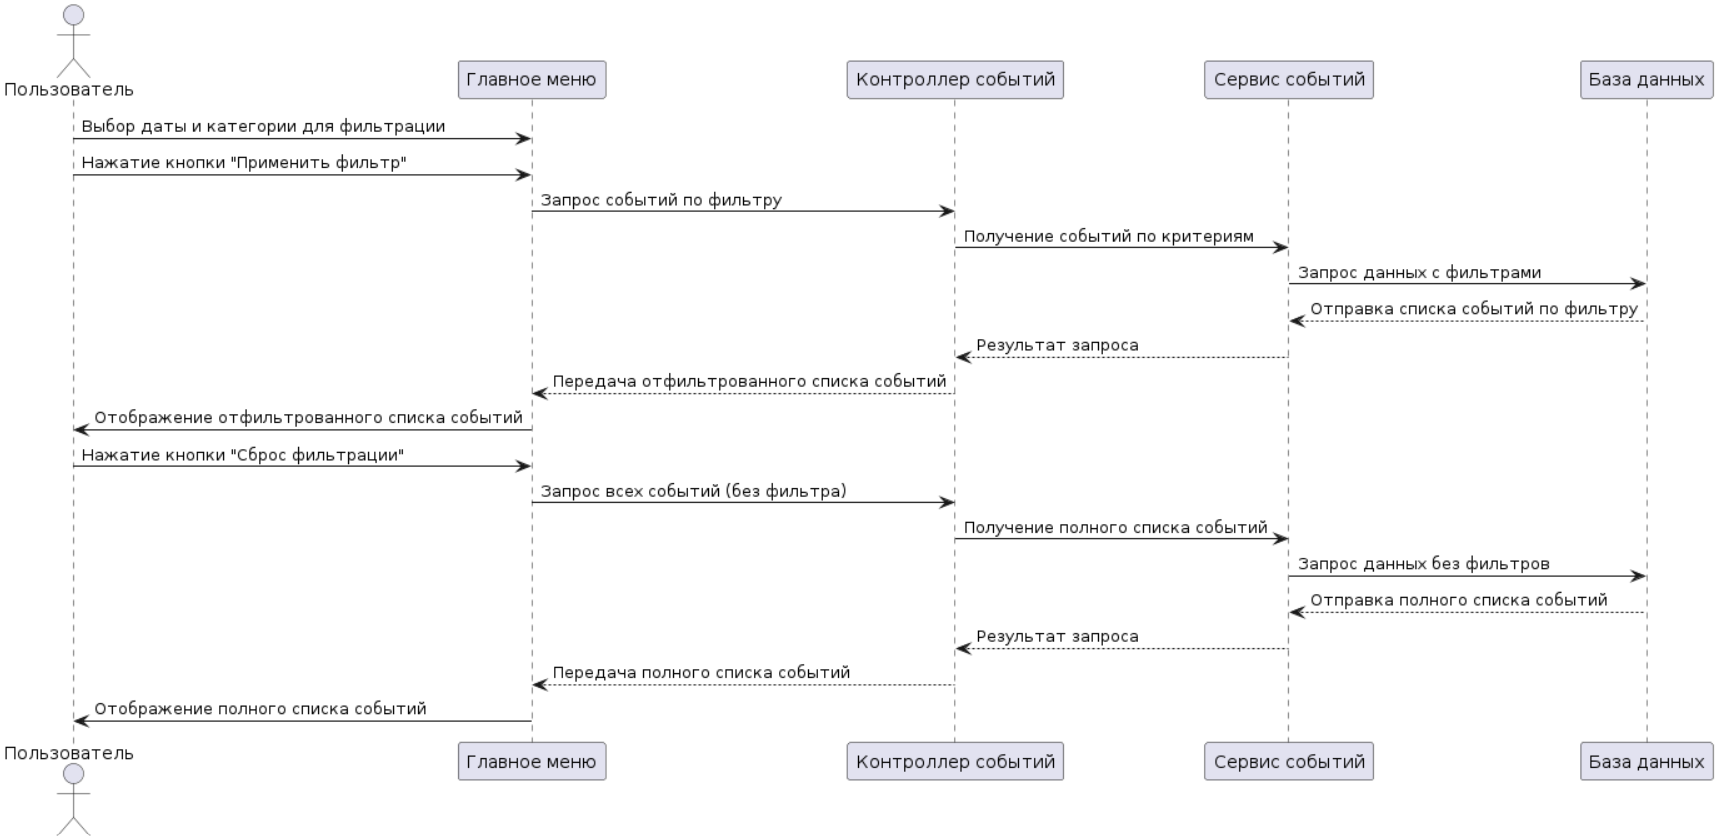 Пользователь
Главное меню
Контроллер событий
Сервис событий
База данных
Выбор даты и категории для фильтрации
Нажатие кнопки "Применить фильтр"
Запрос событий по фильтру
Получение событий по критериям
Запрос данных с фильтрами
Отправка списка событий по фильтру
Результат запроса
Передача отфильтрованного списка событий
Отображение отфильтрованного списка событий
Нажатие кнопки "Сброс фильтрации"
Запрос всех событий (без фильтра)
Получение полного списка событий
Запрос данных без фильтров
Отправка полного списка событий
Результат запроса
Передача полного списка событий
Отображение полного списка событий
Пользователь
Главное меню
Контроллер событий
Сервис событий
База данных